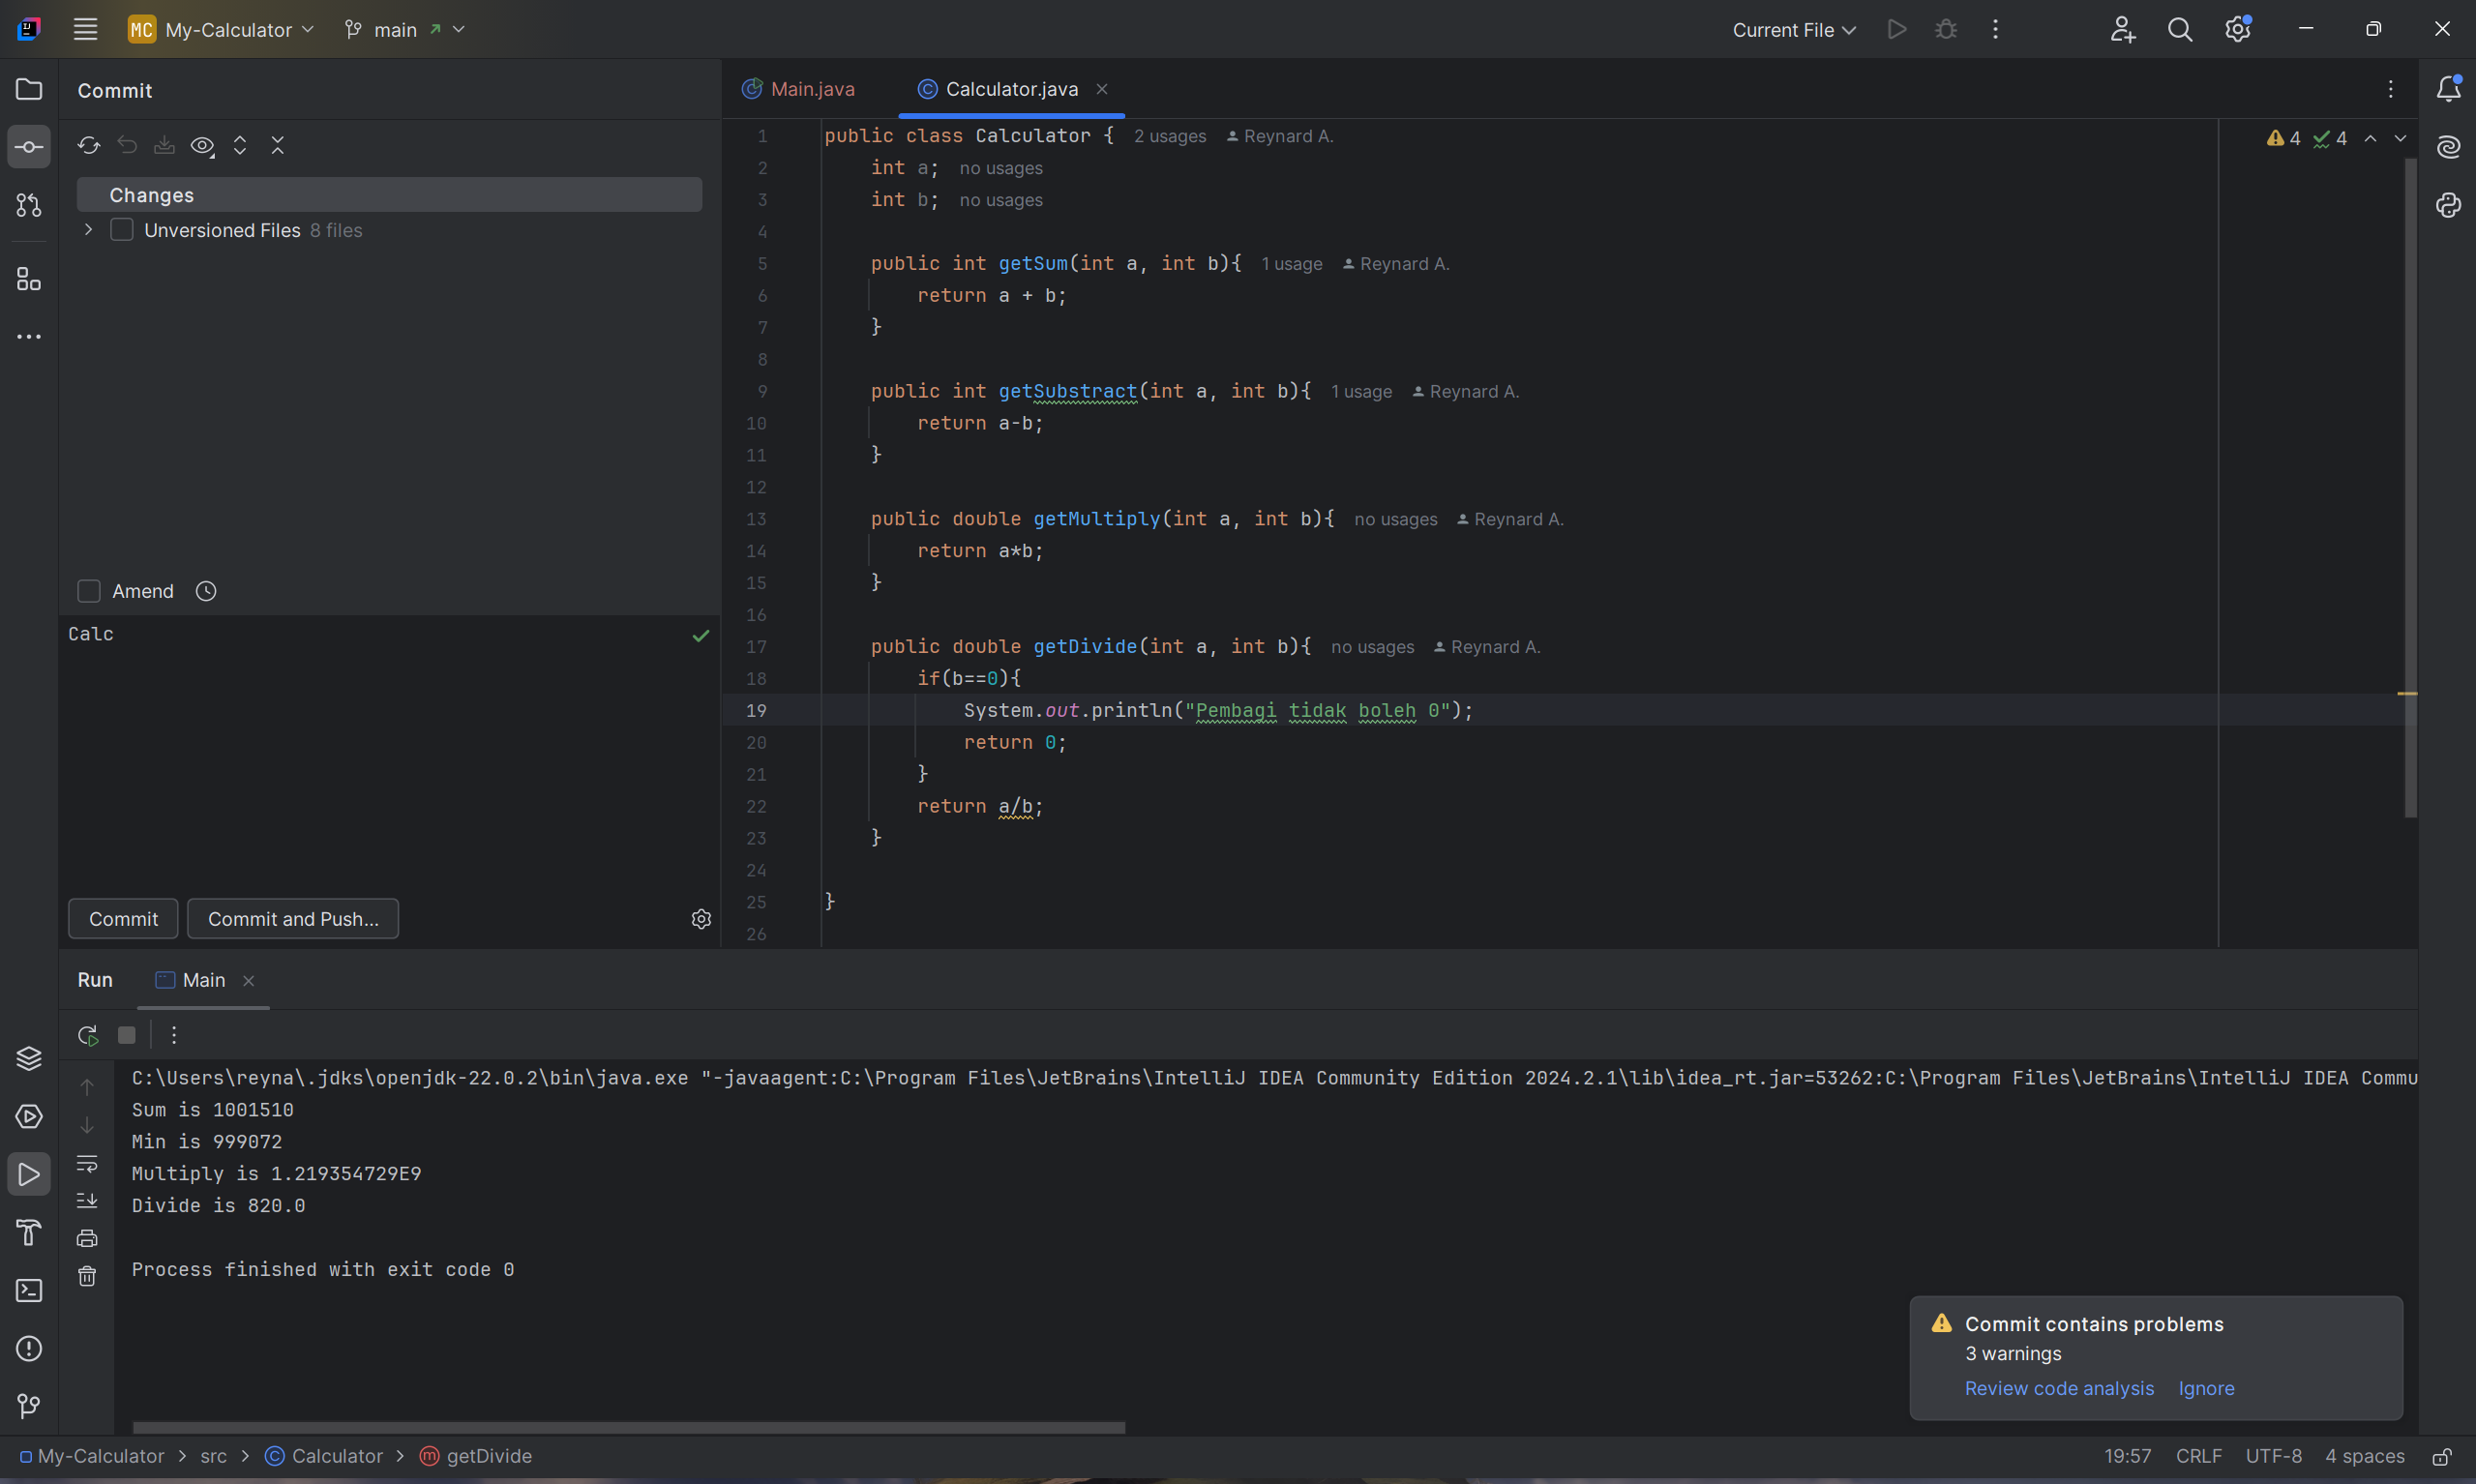 MC My-Calculator main Current File
Commit
Changes
Unversioned Files 8 files
Amend
Calc
Commit Commit and Push...
Main.java Calculator.java
1 public class Calculator { 2 usages Reynard A.
2 int a; no usages
3 int b; no usages
4
5 public int getSum(int a, int b){ 1 usage Reynard A.
6 return a + b;
7 }
8
9 public int getSubstract(int a, int b){ 1 usage Reynard A.
10 return a-b;
11 }
12
13 public double getMultiply(int a, int b){ no usages Reynard A.
14 return a*b;
15 }
16
17 public double getDivide(int a, int b){ no usages Reynard A.
18 if(b==0){
19 System.out.println("Pembagi tidak boleh 0");
20 return 0;
21 }
22 return a/b;
23 }
24
25 }
26
4 4
Run Main
C:\Users\reyna\.jdks\openjdk-22.0.2\bin\java.exe "-javaagent:C:\Program Files\JetBrains\IntelliJ IDEA Community Edition 2024.2.1\lib\idea_rt.jar=53262:C:\Program Files\JetBrains\IntelliJ IDEA Commu
Sum is 1001510
Min is 999072
Multiply is 1.219354729E9
Divide is 820.0
Process finished with exit code 0
Commit contains problems
3 warnings
Review code analysis Ignore
My-Calculator > src > Calculator > getDivide 19:57 CRLF UTF-8 4 spaces